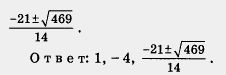 (-21±√469)/14 .
О т в е т: 1, –4, (-21±√469)/14 .